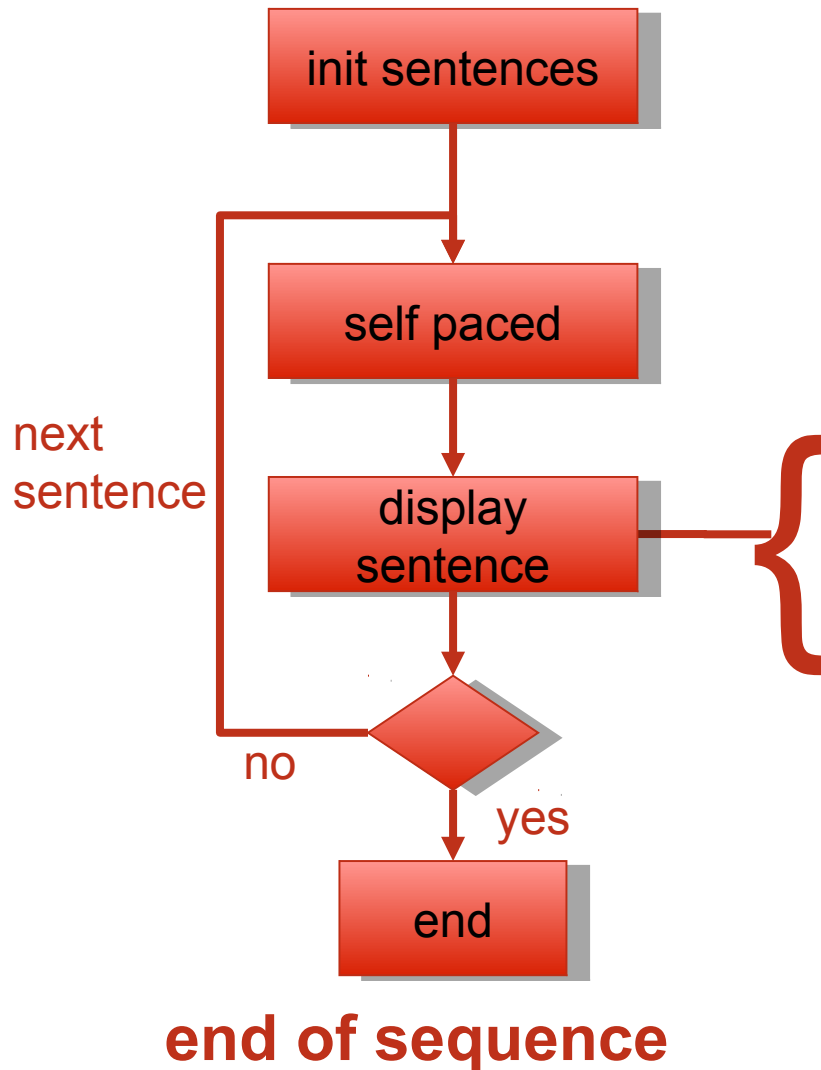 init sentences
self paced
next
sentence
display
sentence
{
no
yes
end
end of sequence